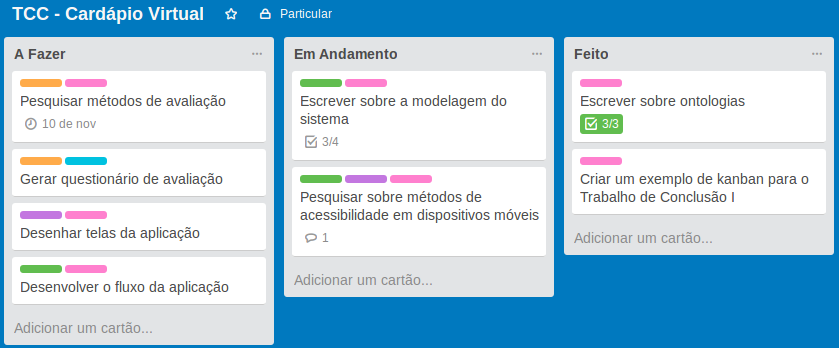 TCC - Cardápio Virtual
Particular
A Fazer
Pesquisar métodos de avaliação
10 de nov
Gerar questionário de avaliação
Desenhar telas da aplicação
Desenvolver o fluxo da aplicação
Adicionar um cartão...
Em Andamento
Escrever sobre a modelagem do
sistema
3/4
Pesquisar sobre métodos de
acessibilidade em dispositivos móveis
1
Adicionar um cartão...
Feito
Escrever sobre ontologias
3/3
Criar um exemplo de kanban para o
Trabalho de Conclusão I
Adicionar um cartão...